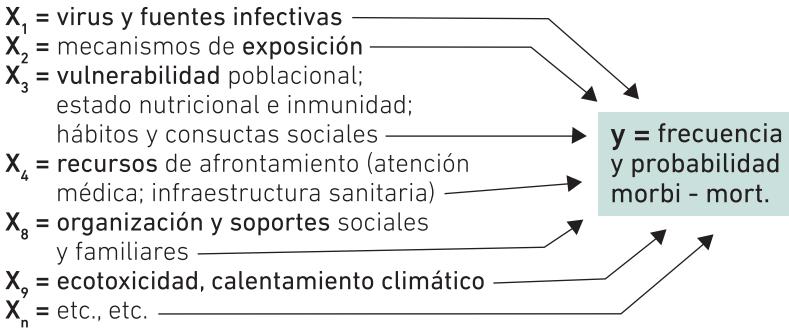 X1 = virus y fuentes infectivas
X2 = mecanismos de exposición
X3 = vulnerabilidad poblacional;
estado nutricional e inmunidad;
hábitos y consuctas sociales
X4 = recursos de afrontamiento (atención
médica; infraestructura sanitaria)
X8 = organización y soportes sociales
y familiares
X9 = ecotoxicidad, calentamiento climático
Xn = etc., etc.
y = frecuencia
y probabilidad
morbi - mort.